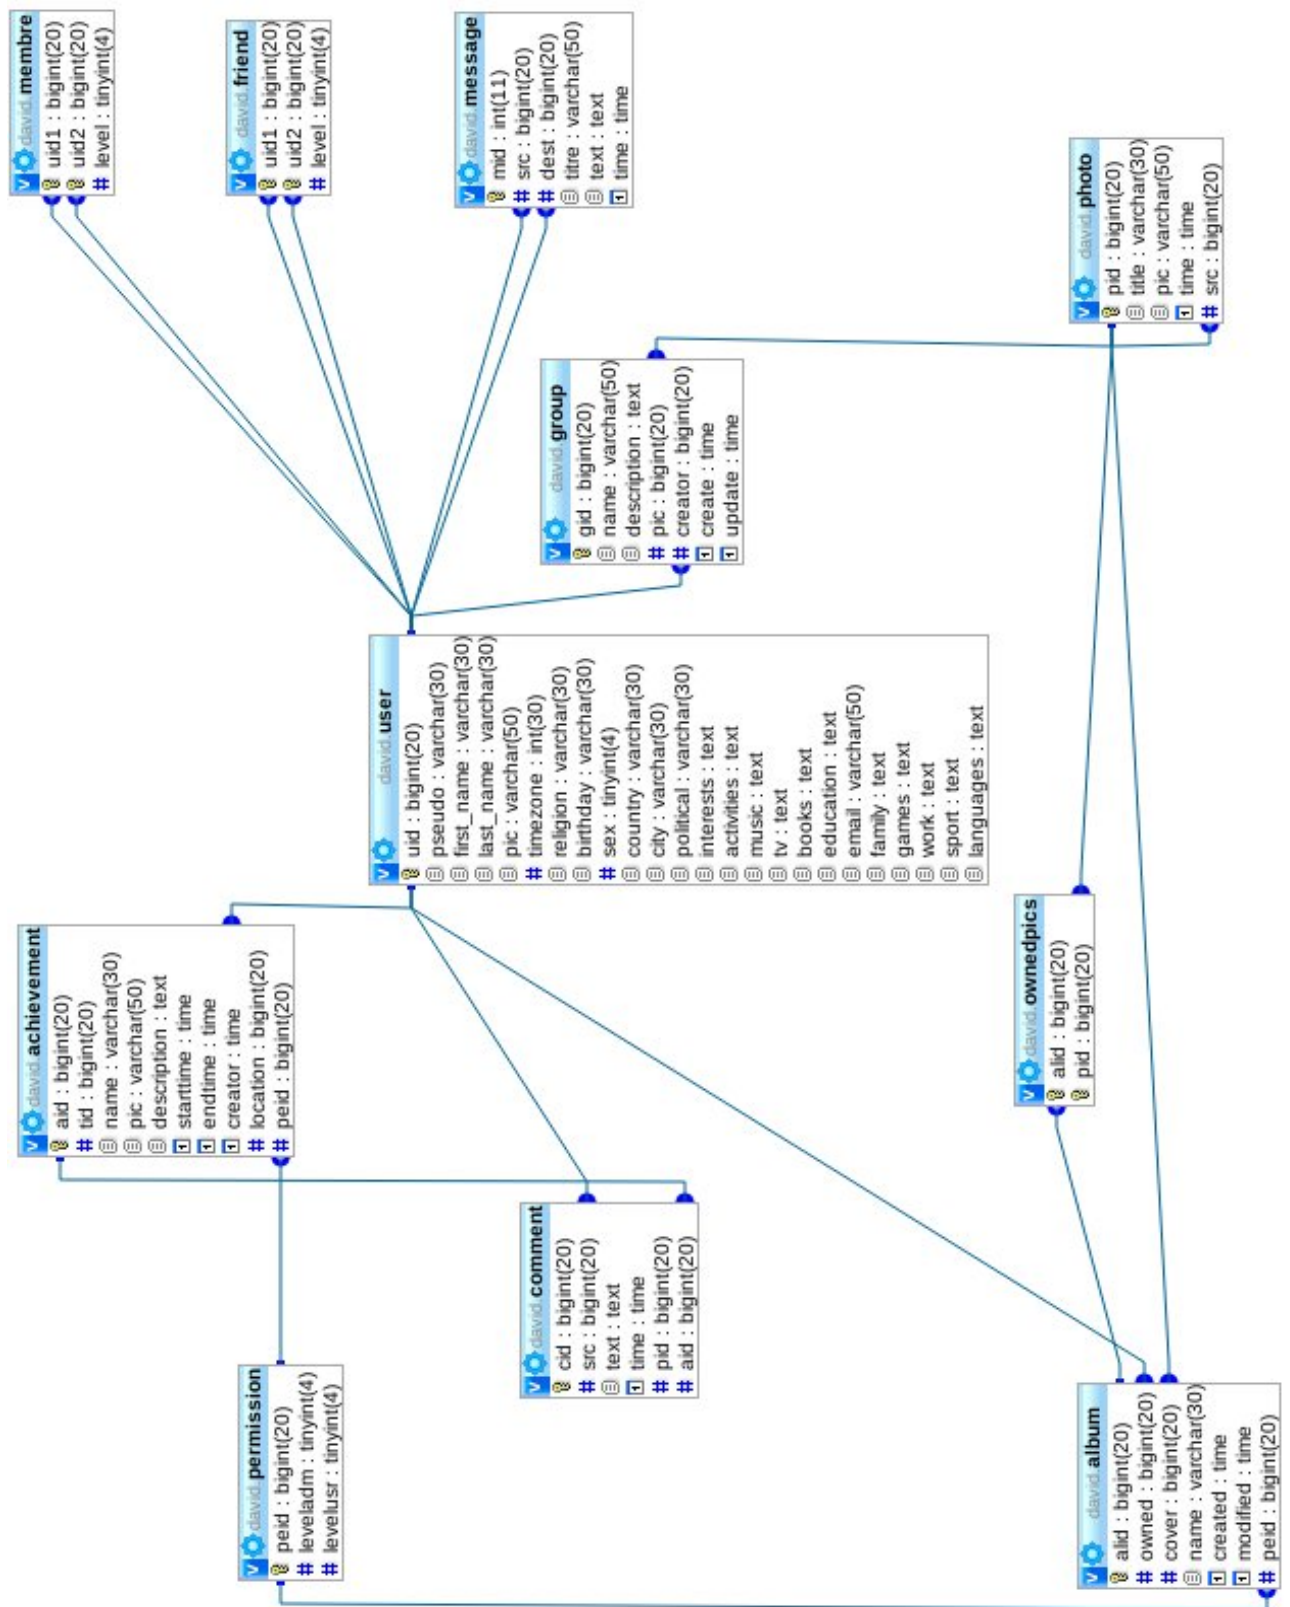 david.membre
uid1 : bigint(20)
uid2 : bigint(20)
level : tinyint(4)
david.friend
uid1 : bigint(20)
uid2 : bigint(20)
level : tinyint(4)
david.message
mid : int(11)
src : bigint(20)
dest : bigint(20)
titre : varchar(50)
text : text
time : time
david.group
gid : bigint(20)
name : varchar(50)
description : text
pic : bigint(20)
creator : bigint(20)
create : time
update : time
david.photo
pid : bigint(20)
title : varchar(30)
pic : varchar(50)
time : time
src : bigint(20)
david.user
uid : bigint(20)
pseudo : varchar(30)
first_name : varchar(30)
last_name : varchar(30)
pic : varchar(50)
timezone : int(30)
religion : varchar(30)
birthday : varchar(30)
sex : tinyint(4)
country : varchar(30)
city : varchar(30)
political : varchar(30)
interests : text
activities : text
music : text
tv : text
books : text
education : text
email : varchar(50)
family : text
games : text
work : text
sport : text
languages : text
david.achievement
aid : bigint(20)
tid : bigint(20)
name : varchar(30)
pic : varchar(50)
description : text
starttime : time
endtime : time
creator : time
location : bigint(20)
peid : bigint(20)
david.ownedpics
alid : bigint(20)
pid : bigint(20)
david.comment
cid : bigint(20)
src : bigint(20)
text : text
time : time
pid : bigint(20)
aid : bigint(20)
david.permission
peid : bigint(20)
leveladm : tinyint(4)
levelusr : tinyint(4)
david.album
alid : bigint(20)
owned : bigint(20)
cover : bigint(20)
name : varchar(30)
created : time
modified : time
peid : bigint(20)